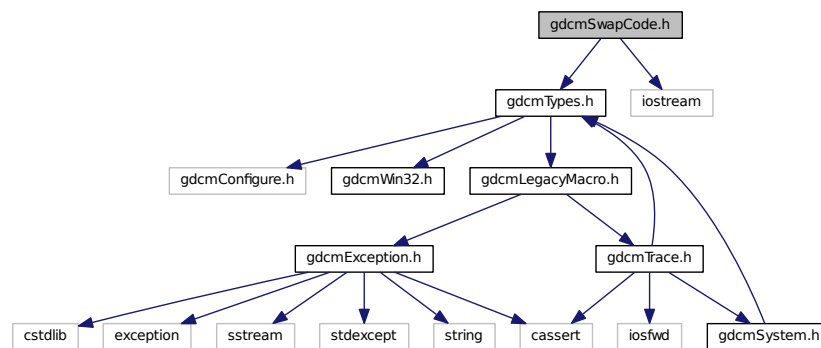 gdcmSwapCode.h
gdcmTypes.h
iostream
gdcmConfigure.h
gdcmWin32.h
gdcmLegacyMacro.h
gdcmException.h
gdcmTrace.h
cstdlib
exception
sstream
stdexcept
string
cassert
iosfwd
gdcmSystem.h